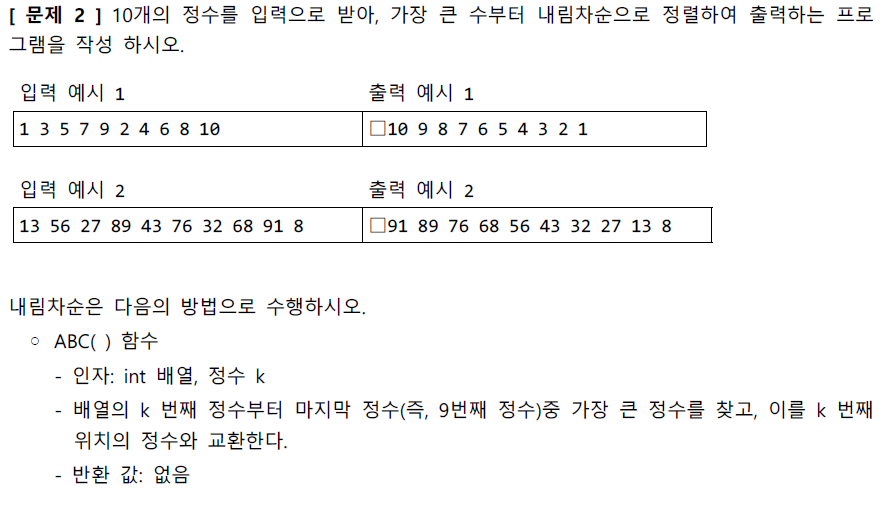 [ 문제 2 ] 10개의 정수를 입력으로 받아, 가장 큰 수부터 내림차순으로 정렬하여 출력하는 프로
그램을 작성 하시오.
입력 예시 1 출력 예시 1
1 3 5 7 9 2 4 6 8 10 □10 9 8 7 6 5 4 3 2 1
입력 예시 2 출력 예시 2
13 56 27 89 43 76 32 68 91 8 □91 89 76 68 56 43 32 27 13 8
내림차순은 다음의 방법으로 수행하시오.
○ ABC( ) 함수
- 인자: int 배열, 정수 k
- 배열의 k 번째 정수부터 마지막 정수(즉, 9번째 정수)중 가장 큰 정수를 찾고, 이를 k 번째
위치의 정수와 교환한다.
- 반환 값: 없음